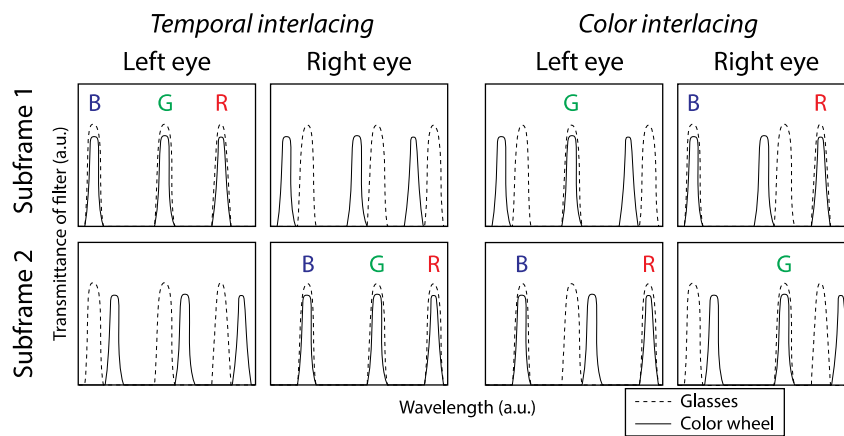 Temporal interlacing Color interlacing
Left eye Right eye Left eye Right eye
Subframe 1
B G R G B R
Transmittance of filter (a.u.)
Subframe 2
B G R B R G
Wavelength (a.u.)
Glasses
Color wheel